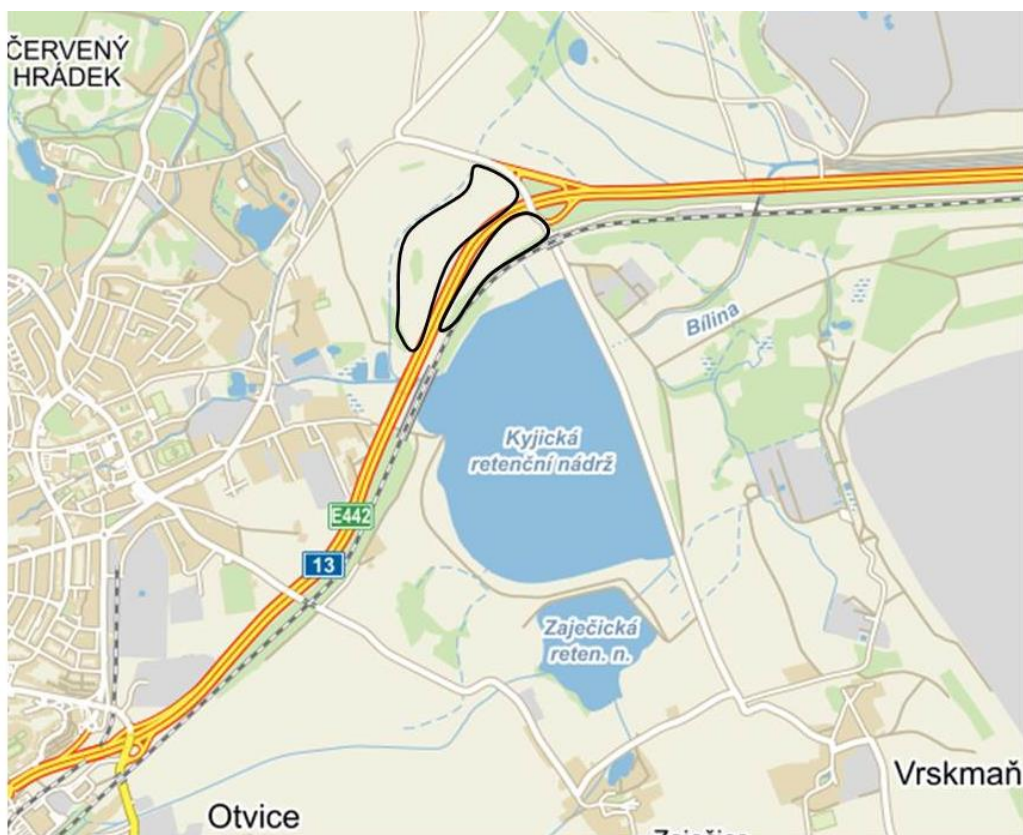 ČERVENÝ
HRÁDEK
Bílina
Kyjická
retenční nádrž
E442
13
Zaječická
reten. n.
Vrskmaň
Otvice